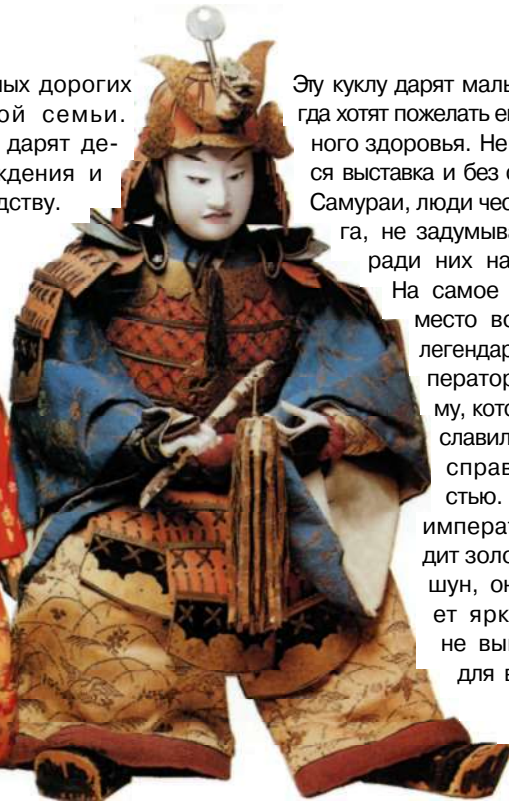 ных дорогих
ой семьи.
дарят де-
ждения и
дству.
Эту куклу дарят маль
гда хотят пожелать е
ного здоровья. Не
ся выставка и без
Самураи, люди чес
га, не задумыва
ради них на
На самое
место во
легендар
ператор
му, кот
славил
справ
стью.
императ
дит золо
шун, он
ет ярк
не вы
для в